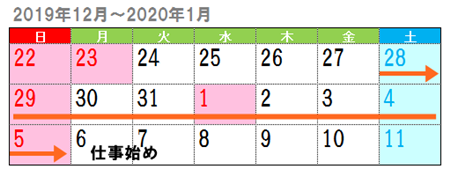 2019年12月～2020年1月
日 月 火 水 木 金 土
22 23 24 25 26 27 28
29 30 31 1 2 3 4
5 6 7 8 9 10 11
仕事始め